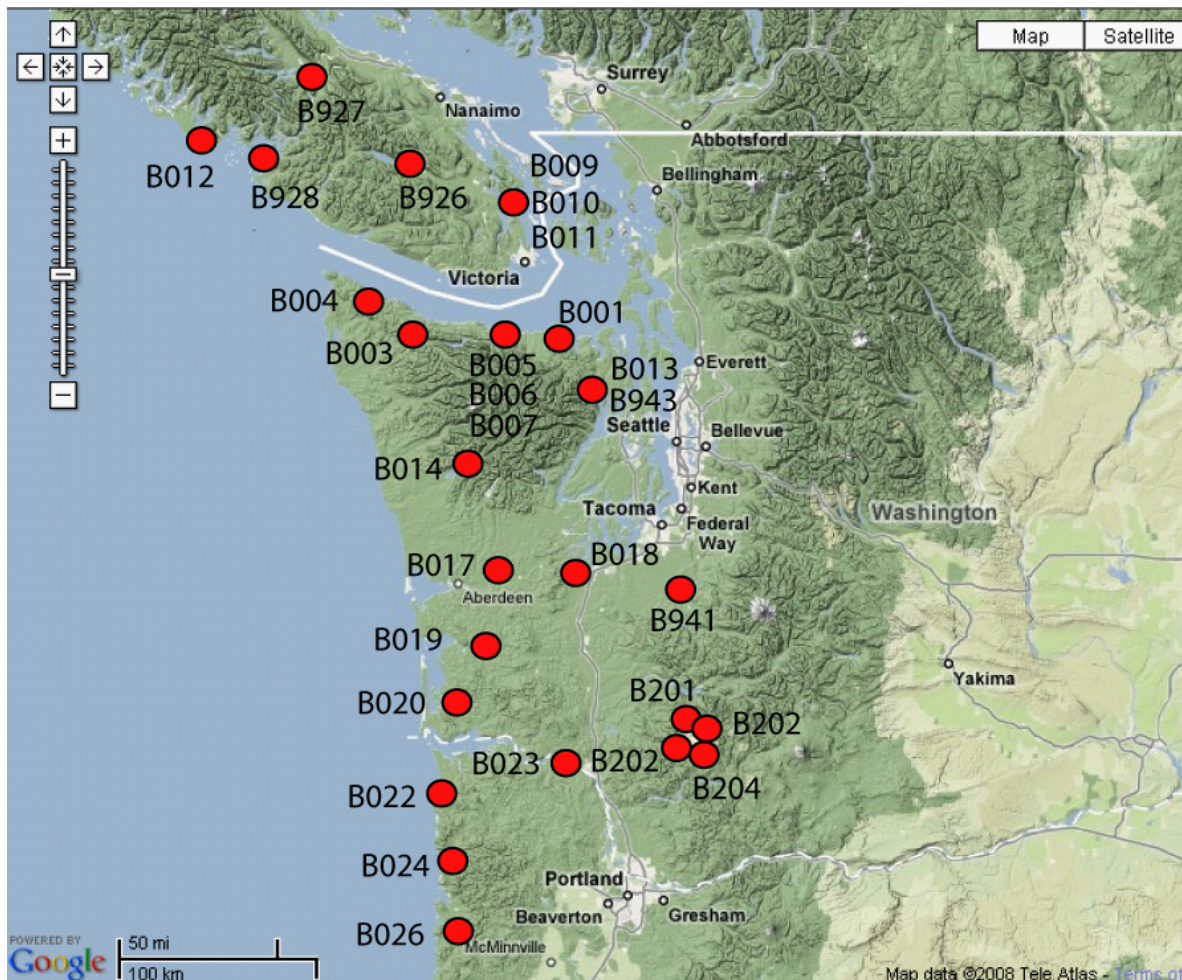 Map
Satellite
Surrey
B927
Nanaimo
Abbotsford
B012
B928
B926
B009
B010
B011
Bellingham
Victoria
B004
B003
B005
B006
B007
B001
B013
B943
Everett
Seattle
Bellevue
B014
Kent
Tacoma
Federal
Way
Washington
B017
Aberdeen
B018
B941
B019
Yakima
B020
B201
B202
B202
B204
B023
B022
B024
Portland
Beaverton
Gresham
B026
McMinnville
POWERED BY
Google
50 mi
100 km
Map data ©2008 Tele Atlas - Terms of